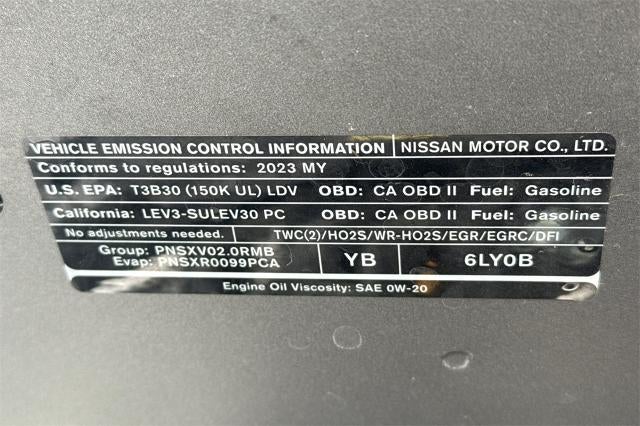 VEHICLE EMISSION CONTROL INFORMATION NISSAN MOTOR CO., LTD.
Conforms to regulations: 2023 MY
U.S. EPA: T3B30 (150K UL) LDV OBD: CA OBD II Fuel: Gasoline
California: LEV3-SULEV30 PC OBD: CA OBD II Fuel: Gasoline
No adjustments needed. TWC(2)/HO2S/WR-HO2S/EGR/EGRC/DFI
Group: PNSXV02.0RMB
Evap: PNSXR0099PCA
YB 6LY0B
Engine Oil Viscosity: SAE 0W-20